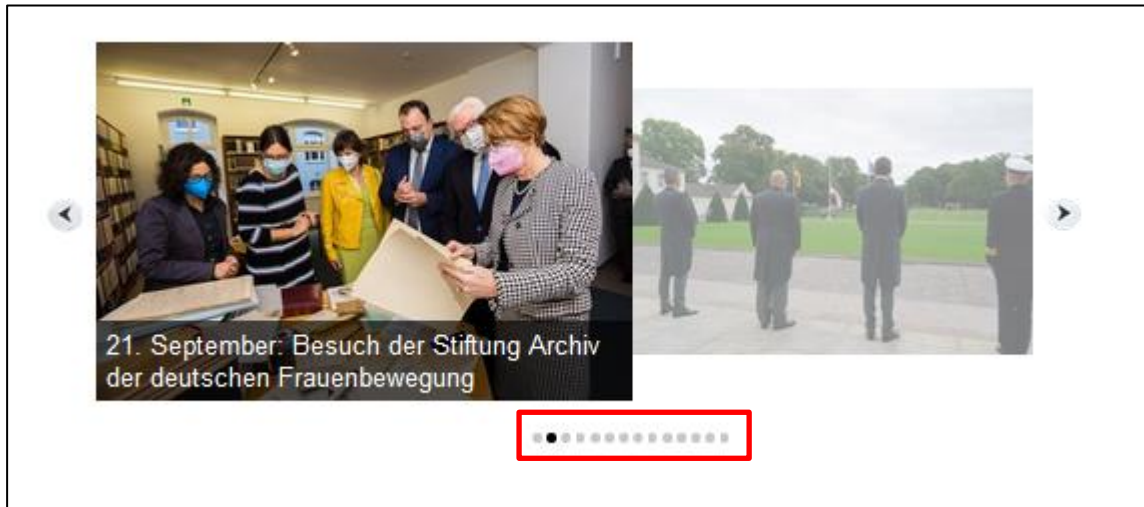 21. September: Besuch der Stiftung Archiv
der deutschen Frauenbewegung